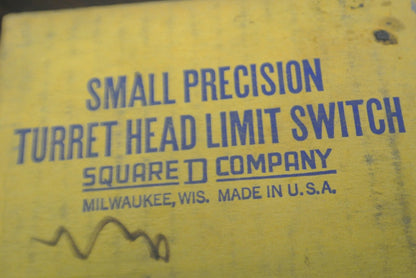 SMALL PRECISION
TURRET HEAD LIMIT SWITCH
SQUARE D COMPANY
MILWAUKEE, WIS. MADE IN U.S.A.